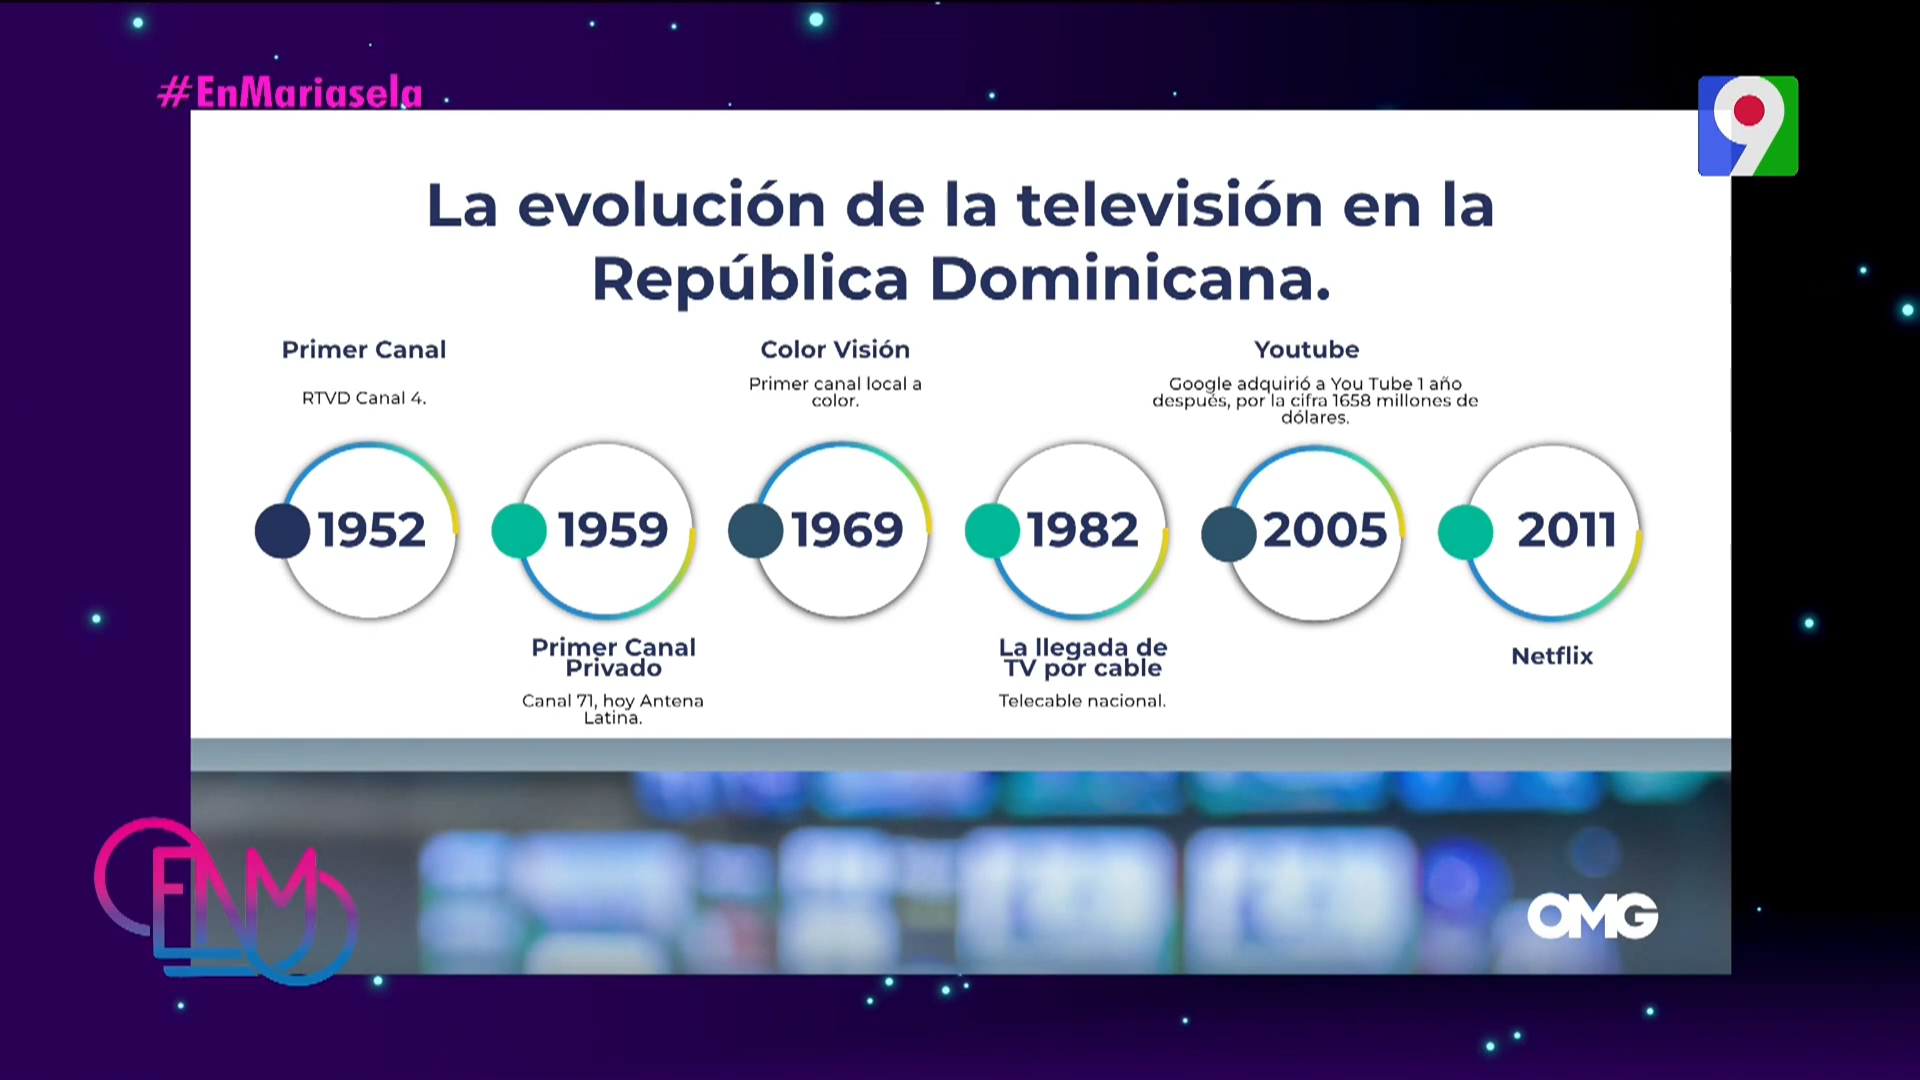 #EnMariasela
9
La evolución de la televisión en la
República Dominicana.
Primer Canal
RTVD Canal 4.
Color Visión
Primer canal local a
color.
Youtube
Google adquirió a You Tube 1 año
después, por la cifra 1658 millones de
dólares.
1952
1959
1969
1982
2005
2011
Primer Canal
Privado
Canal 71, hoy Antena
Latina.
La llegada de
TV por cable
Telecable nacional.
Netflix
ENM
OMG